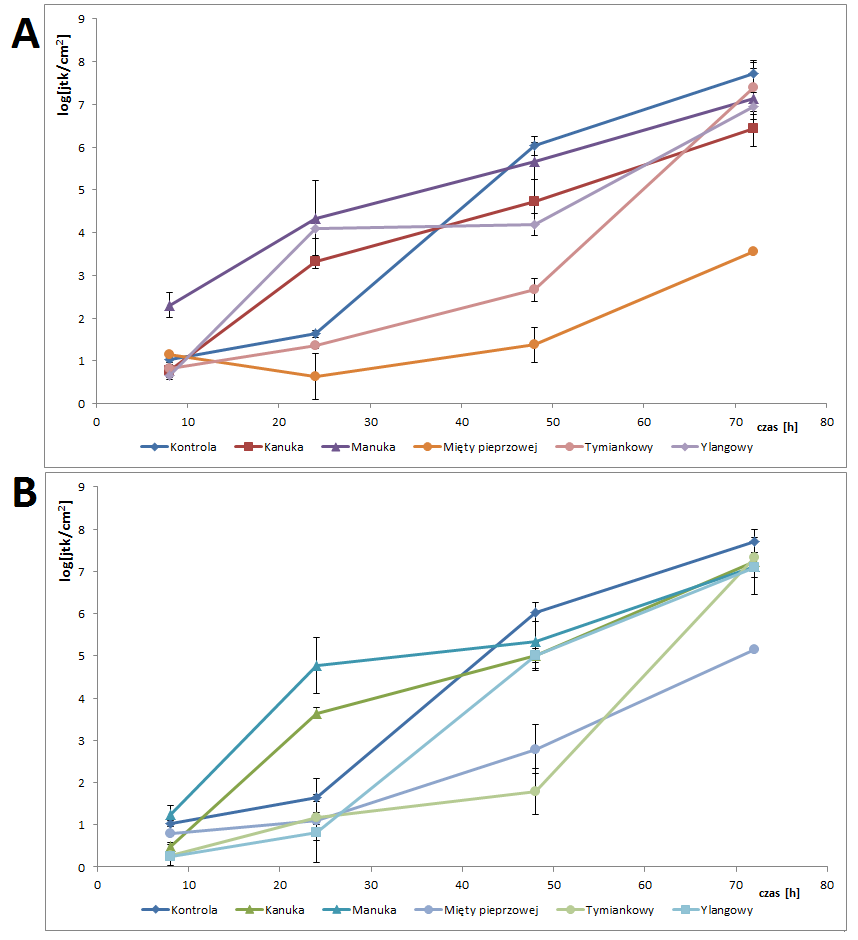 A
log[jtk/cm²]
9
8
7
6
5
4
3
2
1
0
0 10 20 30 40 50 60 70 80
czas [h]
Kontrola Kanuka Manuka Mięty pieprzowej Tymiankowy Ylangowy
B
log[jtk/cm²]
9
8
7
6
5
4
3
2
1
0
0 10 20 30 40 50 60 70 80
czas [h]
Kontrola Kanuka Manuka Mięty pieprzowej Tymiankowy Ylangowy